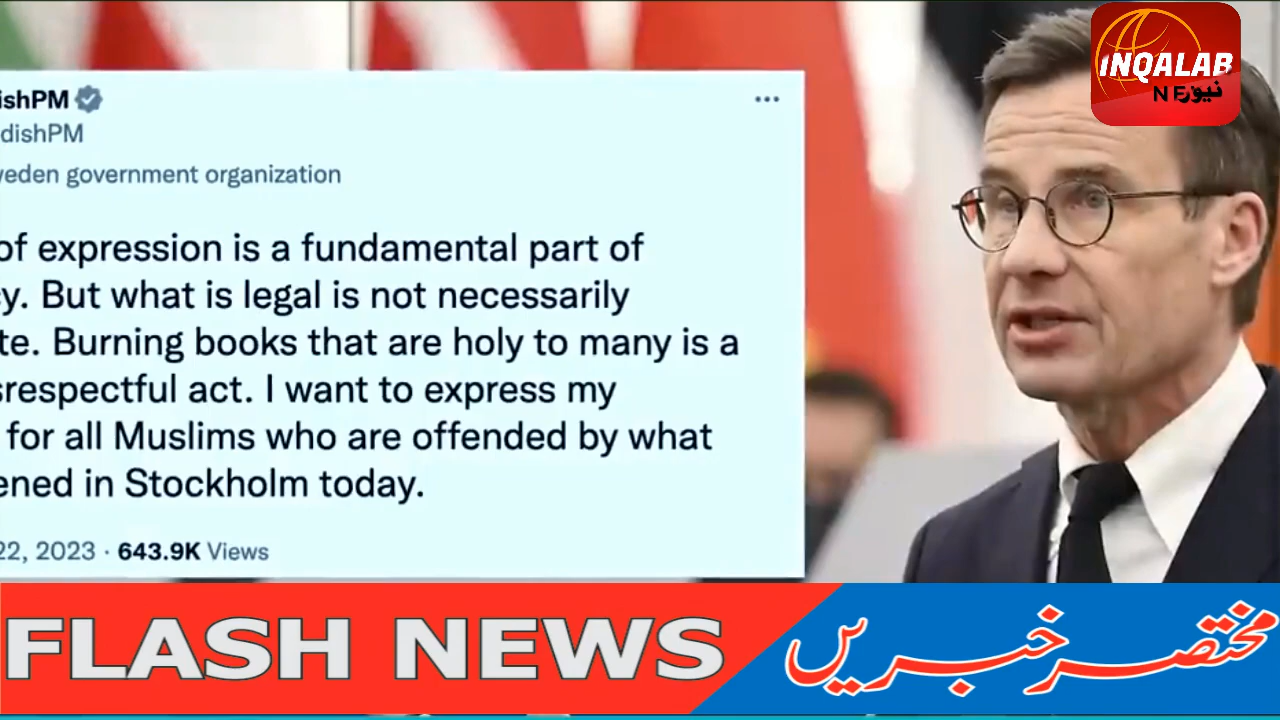 ishPM
dishPM
eden government organization
of expression is a fundamental part of
y. But what is legal is not necessarily
te. Burning books that are holy to many is a
srespectful act. I want to express my
for all Muslims who are offended by what
ened in Stockholm today.
22, 2023 · 643.9K Views
INQALAB
NE نیوز
FLASH NEWS
مختصر خبریں